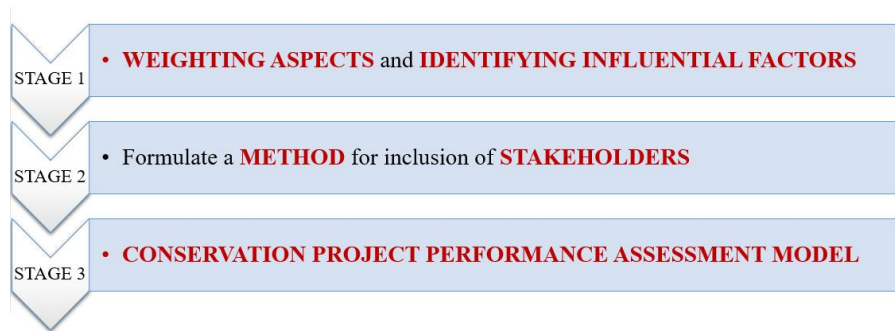 STAGE 1
• WEIGHTING ASPECTS and IDENTIFYING INFLUENTIAL FACTORS
STAGE 2
• Formulate a METHOD for inclusion of STAKEHOLDERS
STAGE 3
• CONSERVATION PROJECT PERFORMANCE ASSESSMENT MODEL